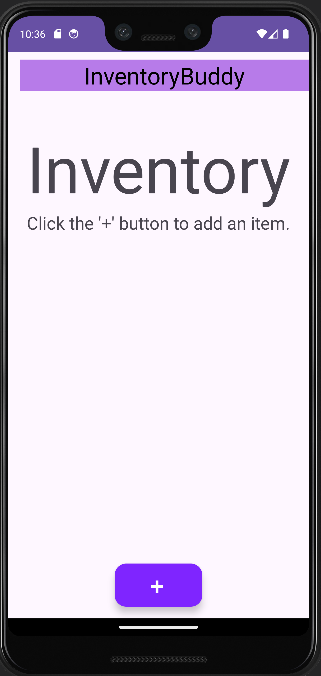 10:36
InventoryBuddy
Inventory
Click the '+' button to add an item.
+